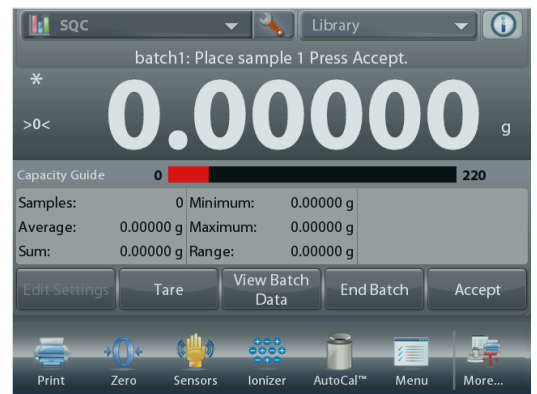 SQC Library
batch1: Place sample 1 Press Accept.
*
>0< 0.00000 g
Capacity Guide 0 220
Samples: 0 Minimum: 0.00000 g
Average: 0.00000 g Maximum: 0.00000 g
Sum: 0.00000 g Range: 0.00000 g
Edit Settings Tare View Batch Data End Batch Accept
Print Zero Sensors Ionizer AutoCal™ Menu More...